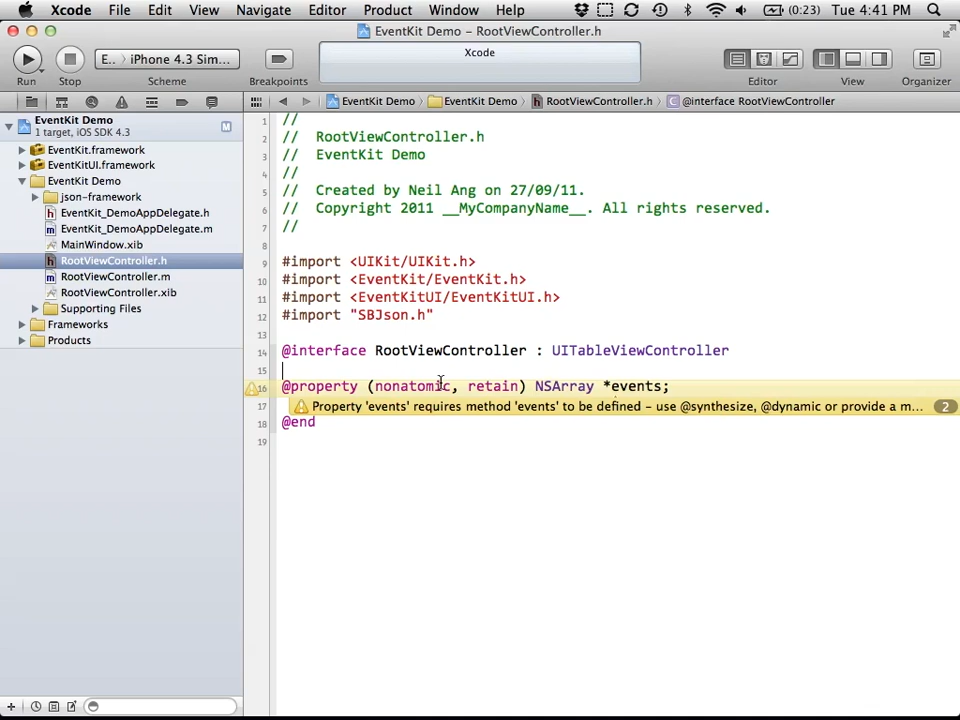 Xcode File Edit View Navigate Editor Product Window Help (0:23) Tue 4:41 PM
EventKit Demo – RootViewController.h
E.. iPhone 4.3 Sim...
Xcode
Run Stop Scheme Breakpoints Editor View Organizer
EventKit Demo EventKit Demo RootViewController.h @interface RootViewController
EventKit Demo M
1 target, iOS SDK 4.3
EventKit.framework
EventKitUI.framework
EventKit Demo
json-framework
EventKit_DemoAppDelegate.h
EventKit_DemoAppDelegate.m
MainWindow.xib
RootViewController.h
RootViewController.m
RootViewController.xib
Supporting Files
Frameworks
Products
1 //
2 //  RootViewController.h
3 //  EventKit Demo
4 //
5 //  Created by Neil Ang on 27/09/11.
6 //  Copyright 2011 __MyCompanyName__. All rights reserved.
7 //
8
9 #import <UIKit/UIKit.h>
10 #import <EventKit/EventKit.h>
11 #import <EventKitUI/EventKitUI.h>
12 #import "SBJson.h"
13
14 @interface RootViewController : UITableViewController
15
16 @property (nonatomic, retain) NSArray *events;
17 Property 'events' requires method 'events' to be defined – use @synthesize, @dynamic or provide a m... 2
18 @end
19